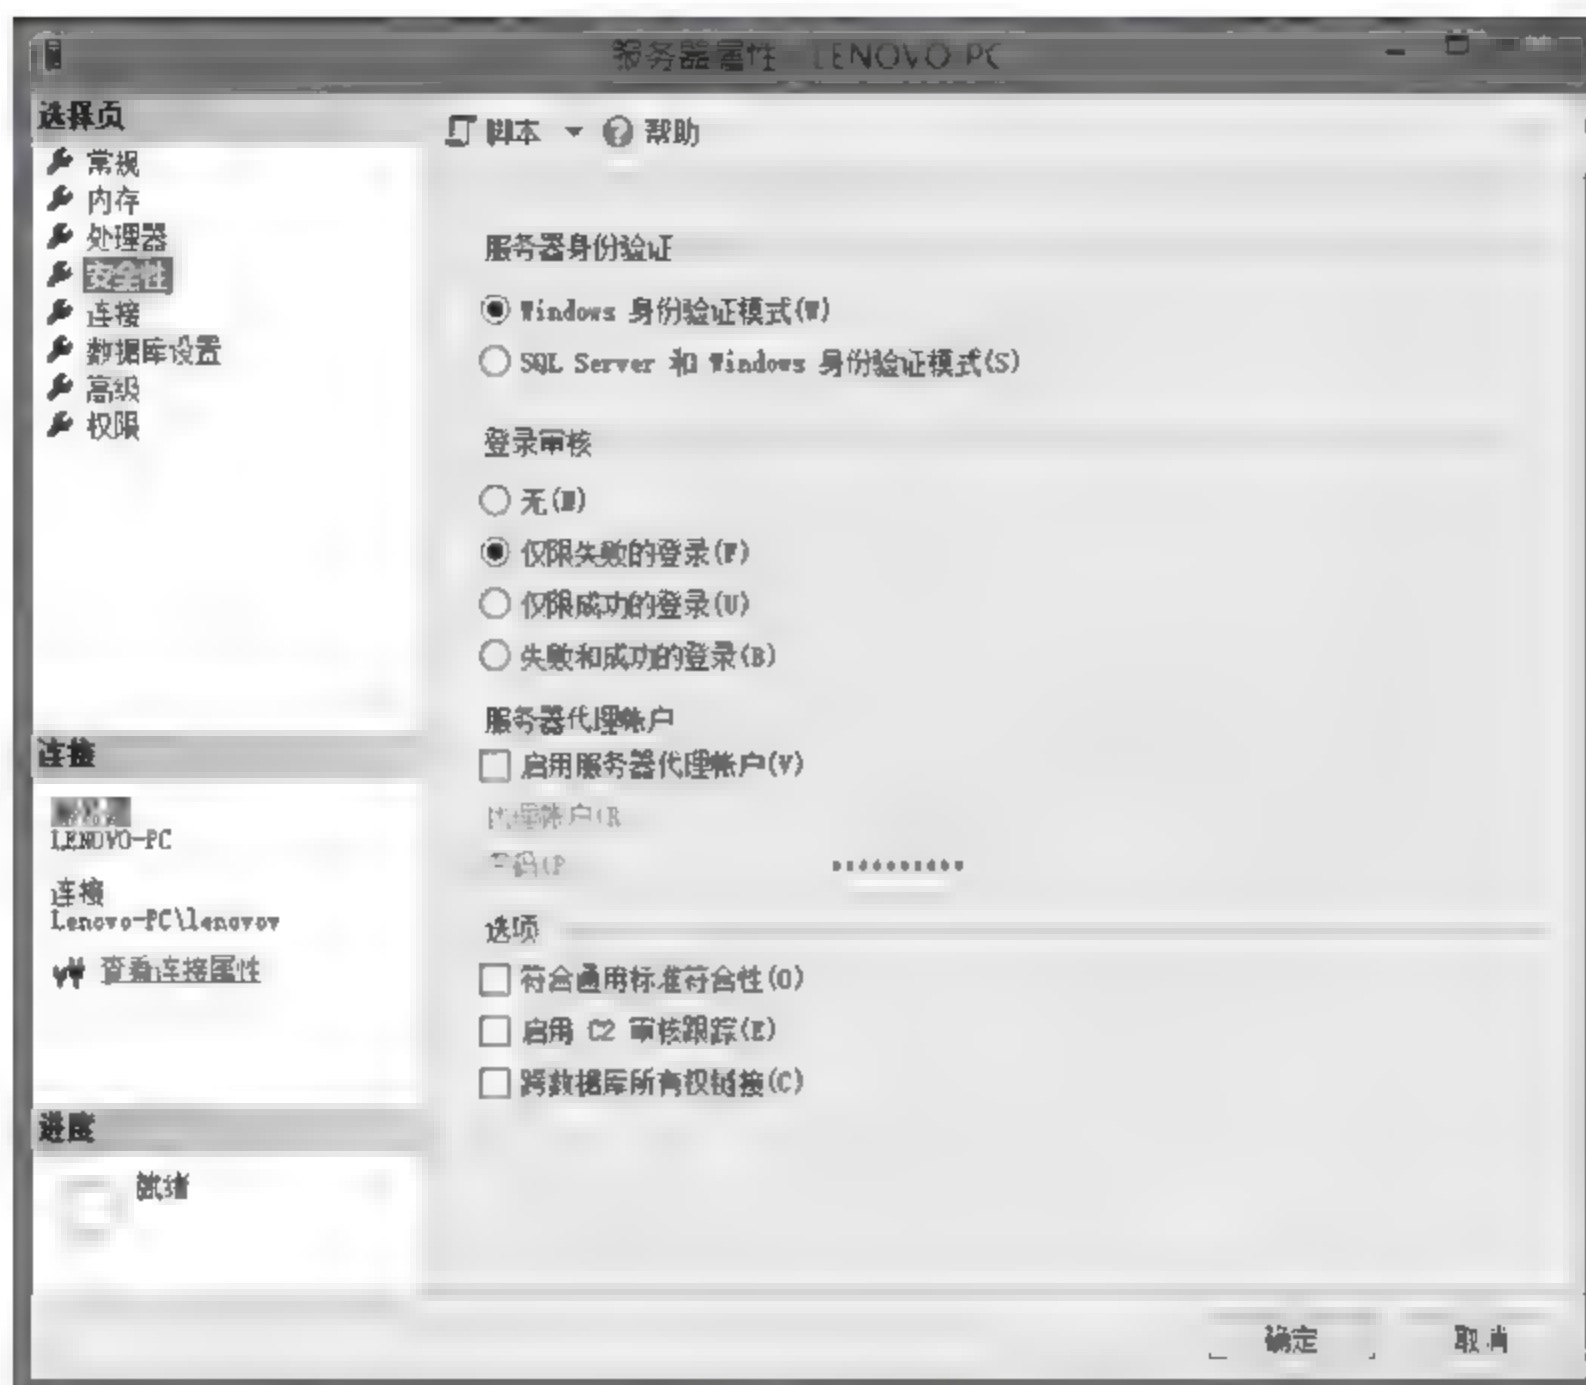 服务器属性 - LENOVO-PC
选择页
常规
内存
处理器
安全性
连接
数据库设置
高级
权限
脚本 帮助
服务器身份验证
Windows 身份验证模式(W)
SQL Server 和 Windows 身份验证模式(S)
登录审核
无(N)
仅限失败的登录(F)
仅限成功的登录(U)
失败和成功的登录(B)
服务器代理帐户
启用服务器代理帐户(V)
选项
符合通用标准符合性(O)
启用 C2 审核跟踪(E)
跨数据库所有权链接(C)
连接
LENOVO-PC
连接
查看连接属性
进度
就绪
确定 取消